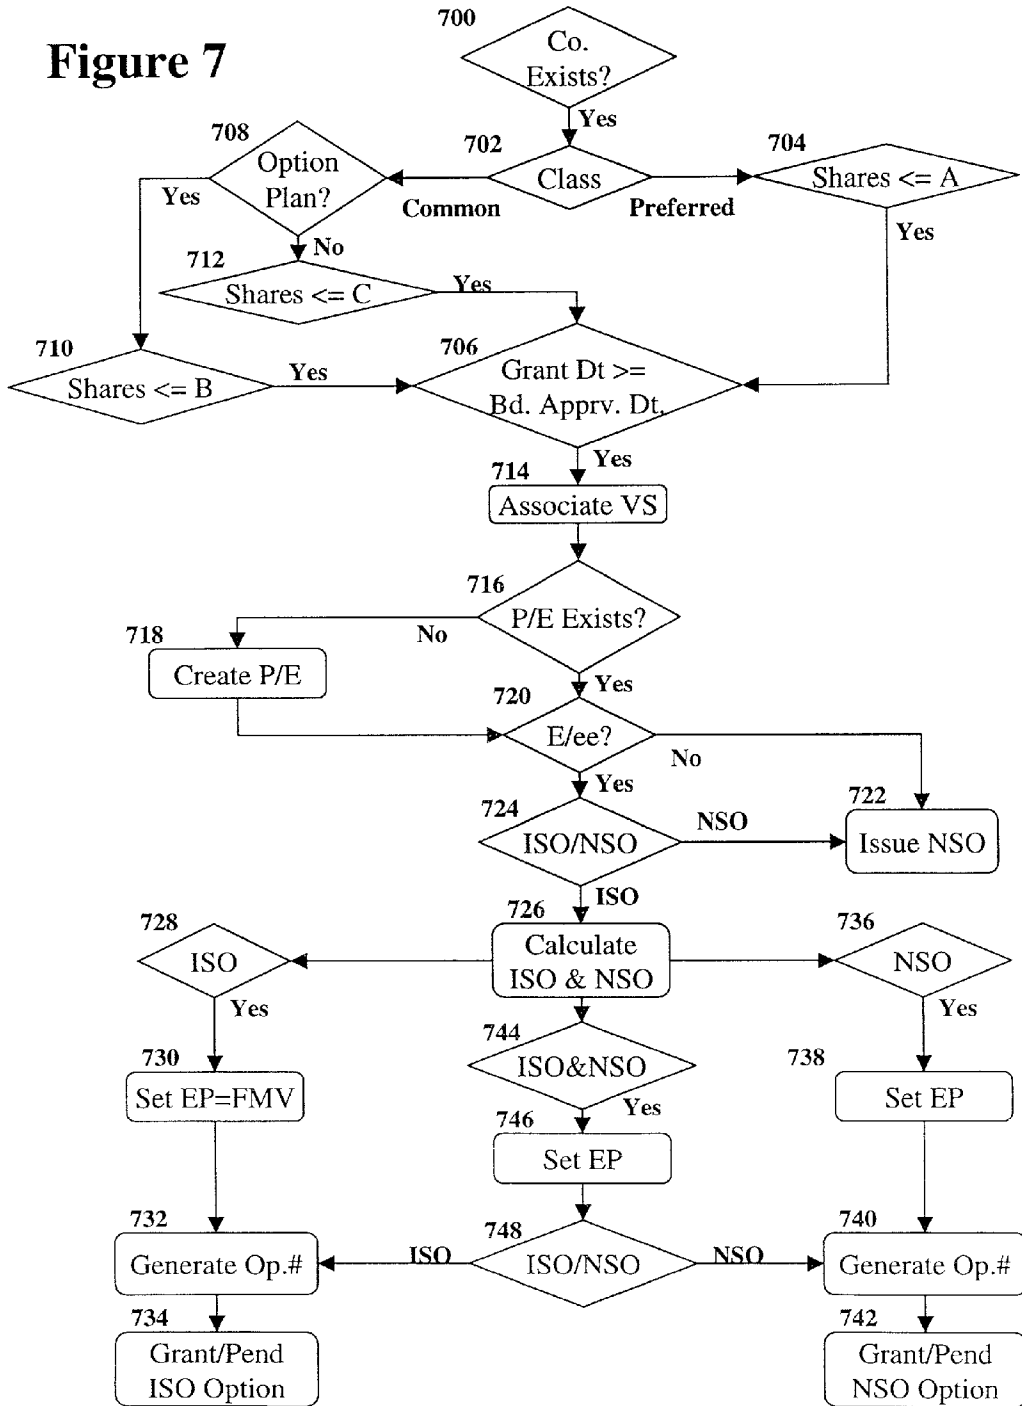 Figure 7
700
Co.
Exists?
Yes
708
Option
Plan?
702
Class
704
Shares <= A
Yes
Common
Preferred
Yes
No
712
Shares <= C
Yes
710
Shares <= B
Yes
706
Grant Dt >=
Bd. Apprv. Dt.
Yes
714
Associate VS
716
P/E Exists?
No
718
Create P/E
Yes
720
E/ee?
No
Yes
722
Issue NSO
724
ISO/NSO
NSO
ISO
726
Calculate
ISO & NSO
728
ISO
Yes
736
NSO
Yes
744
ISO&NSO
Yes
730
Set EP=FMV
746
Set EP
738
Set EP
732
Generate Op.#
748
ISO/NSO
ISO
NSO
740
Generate Op.#
734
Grant/Pend
ISO Option
742
Grant/Pend
NSO Option